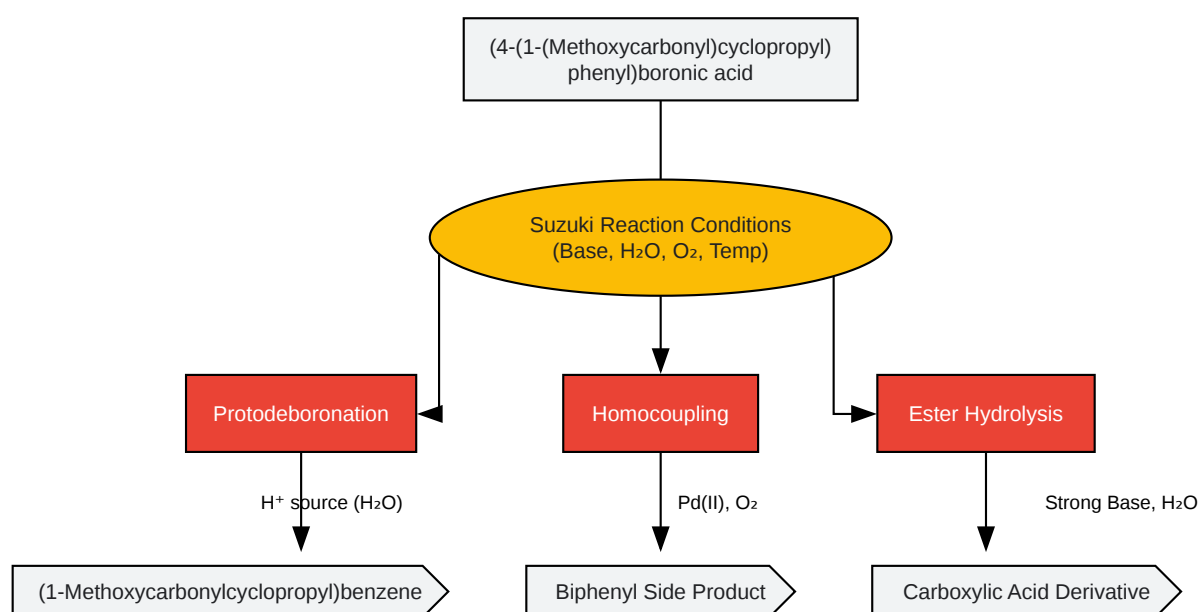 (4-(1-(Methoxycarbonyl)cyclopropyl)
phenyl)boronic acid
Suzuki Reaction Conditions
(Base, H₂O, O₂, Temp)
Protodeboronation
Homocoupling
Ester Hydrolysis
H⁺ source (H₂O)
Pd(II), O₂
Strong Base, H₂O
(1-Methoxycarbonylcyclopropyl)benzene
Biphenyl Side Product
Carboxylic Acid Derivative